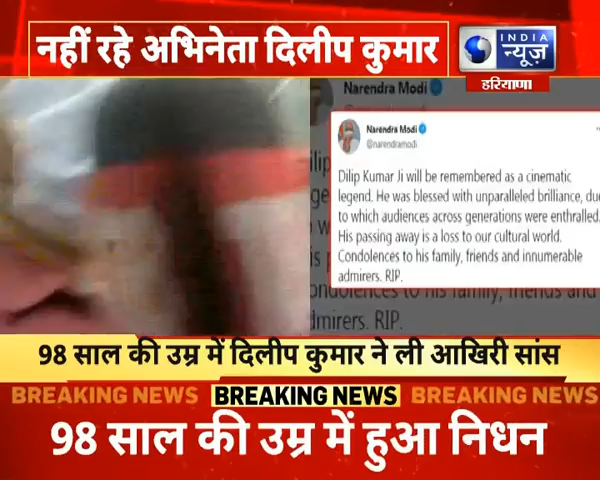 नहीं रहे अभिनेता दिलीप कुमार
INDIA
न्यूज़
हरियाणा
Narendra Modi
Narendra Modi
@narendramodi
Dilip Kumar Ji will be remembered as a cinematic
legend. He was blessed with unparalleled brilliance, due
to which audiences across generations were enthralled.
His passing away is a loss to our cultural world.
Condolences to his family, friends and innumerable
admirers. RIP.
ondolences to his family, friends and
dmirers. RIP.
98 साल की उम्र में दिलीप कुमार ने ली आखिरी सांस
BREAKING NEWS BREAKING NEWS BREAKING NEWS
98 साल की उम्र में हुआ निधन